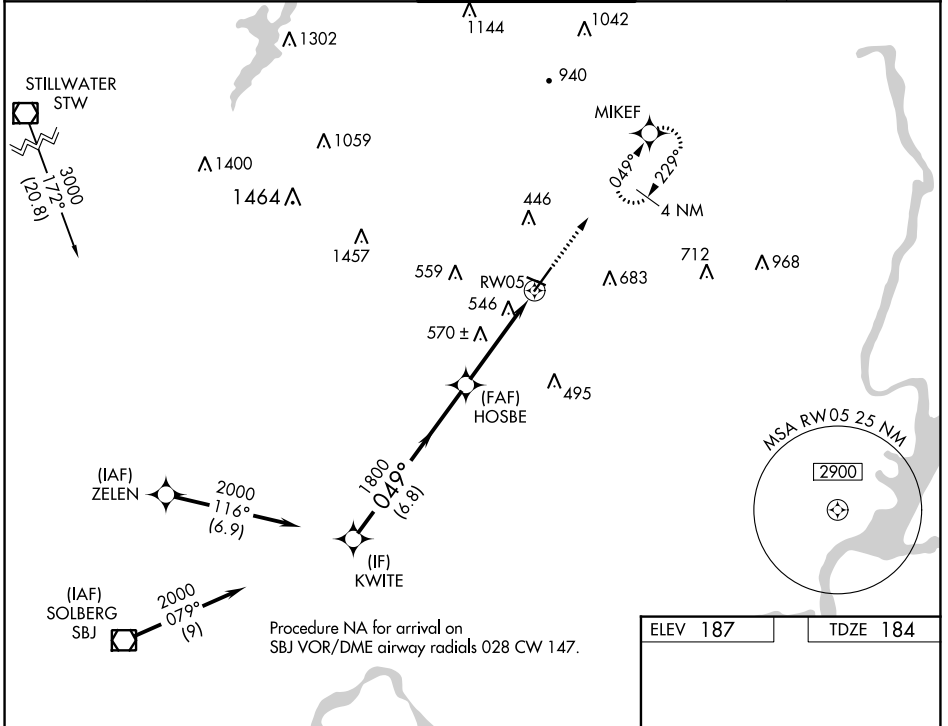 1144
1042
1302
940
STILLWATER
STW
MIKEF
1059
1400
1464
3000
172°
(20.8)
049°
229°
4 NM
446
1457
559
RW05
683
712
968
546
570 ±
495
(FAF)
HOSBE
MSA RW05 25 NM
2900
1800
049°
(6.8)
(IAF)
ZELEN
2000
116°
(6.9)
(IF)
KWITE
(IAF)
SOLBERG
SBJ
2000
079°
(9)
Procedure NA for arrival on
SBJ VOR/DME airway radials 028 CW 147.
ELEV 187
TDZE 184